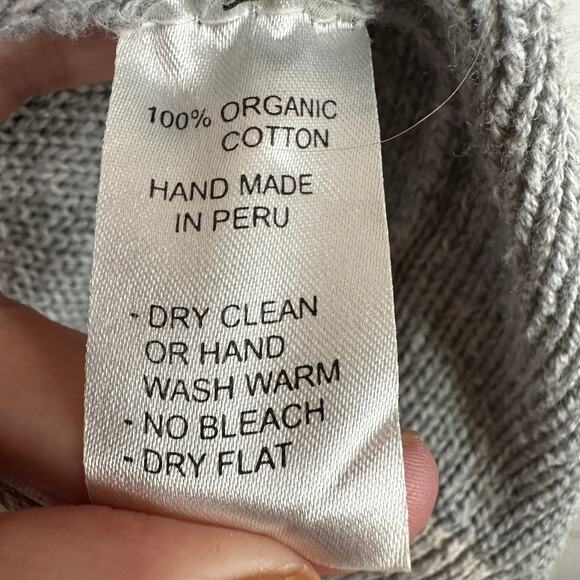 100% ORGANIC
COTTON
HAND MADE
IN PERU
- DRY CLEAN
OR HAND
WASH WARM
- NO BLEACH
- DRY FLAT